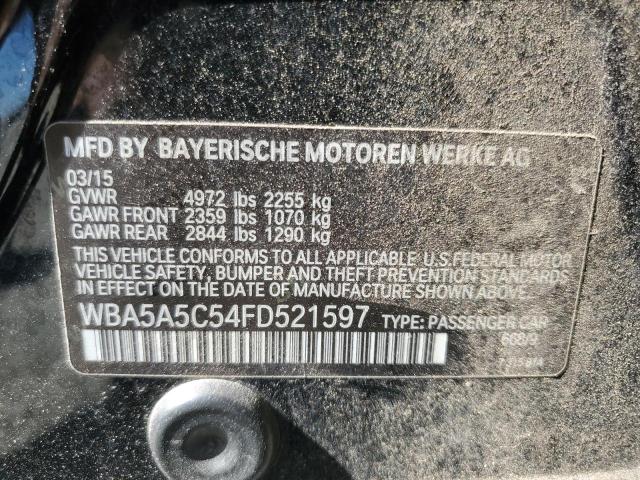 MFD BY BAYERISCHE MOTOREN WERKE AG
03/15
GVWR 4972 lbs 2255 kg
GAWR FRONT 2359 lbs 1070 kg
GAWR REAR 2844 lbs 1290 kg
THIS VEHICLE CONFORMS TO ALL APPLICABLE U.S. FEDERAL MOTOR
VEHICLE SAFETY, BUMPER AND THEFT PREVENTION STANDARDS
IN EFFECT ON THE DATE OF MANUFACTURE SHOWN ABOVE.
WBA5A5C54FD521597 TYPE: PASSENGER CAR